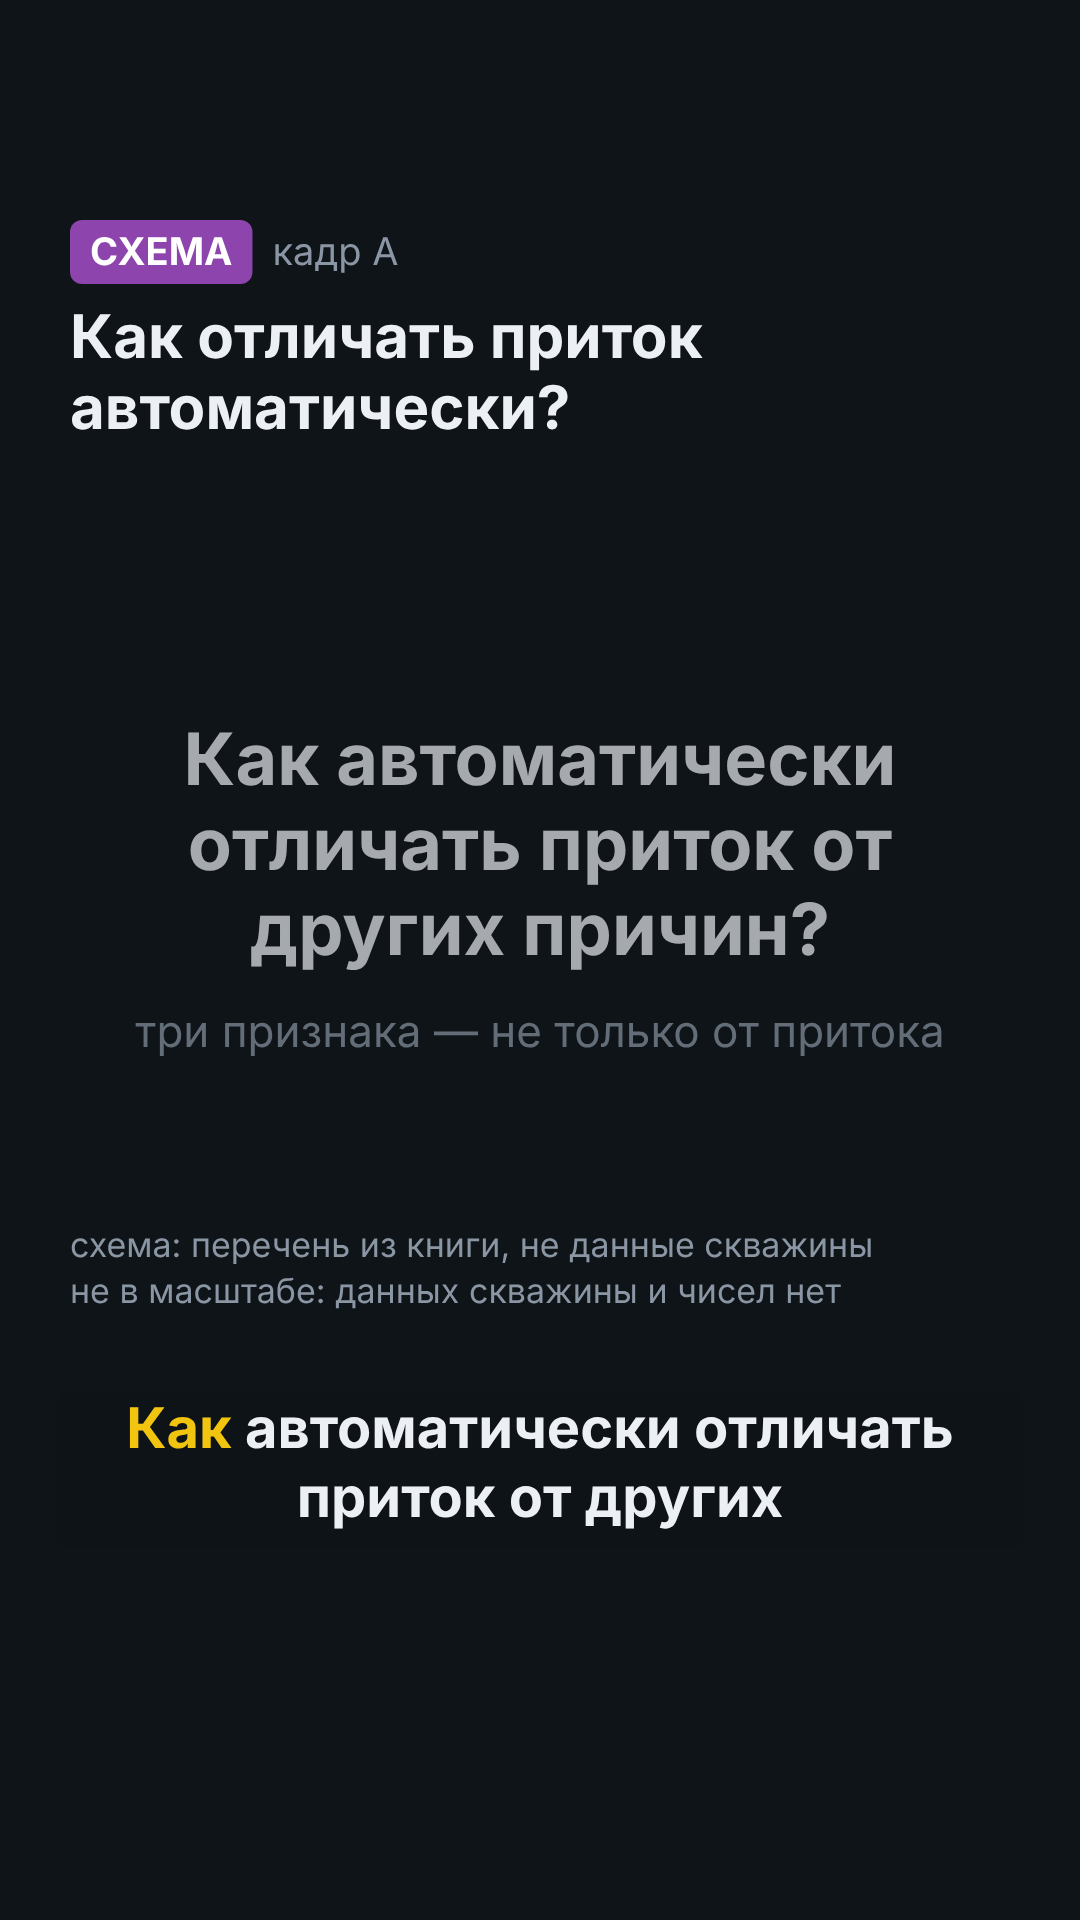 СХЕМА кадр А
Как отличать приток
автоматически?
Как автоматически
отличать приток от
других причин?
три признака — не только от притока
схема: перечень из книги, не данные скважины
не в масштабе: данных скважины и чисел нет
Как автоматически отличать
приток от других